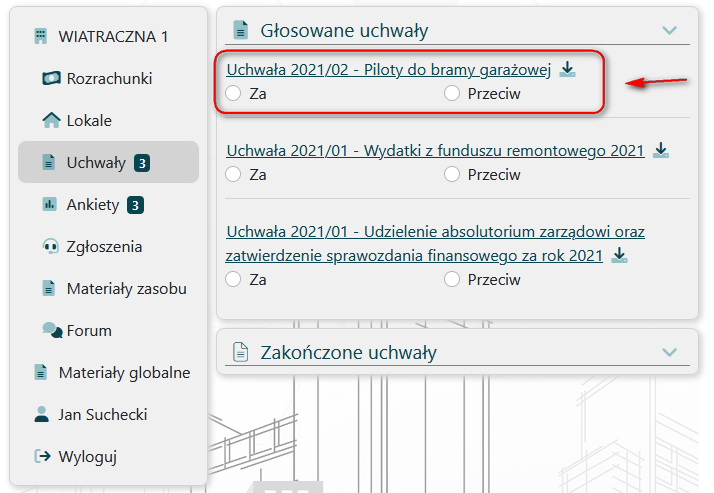 WIATRACZNA 1
Rozrachunki
Lokale
Uchwały 3
Ankiety 3
Zgłoszenia
Materiały zasobu
Forum
Materiały globalne
Jan Suchecki
Wyloguj
Głosowane uchwały
Uchwała 2021/02 - Piloty do bramy garażowej
Za Przeciw
Uchwała 2021/01 - Wydatki z funduszu remontowego 2021
Za Przeciw
Uchwała 2021/01 - Udzielenie absolutorium zarządowi oraz
zatwierdzenie sprawozdania finansowego za rok 2021
Za Przeciw
Zakończone uchwały